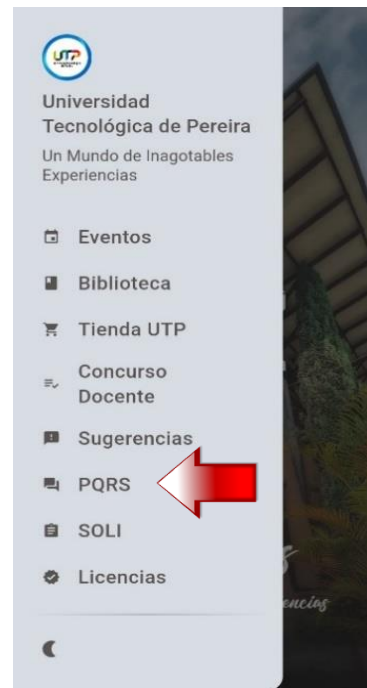 UTP
Universidad
Tecnológica de Pereira
Un Mundo de Inagotables
Experiencias
Eventos
Biblioteca
Tienda UTP
Concurso
Docente
Sugerencias
PQRS
SOLI
Licencias